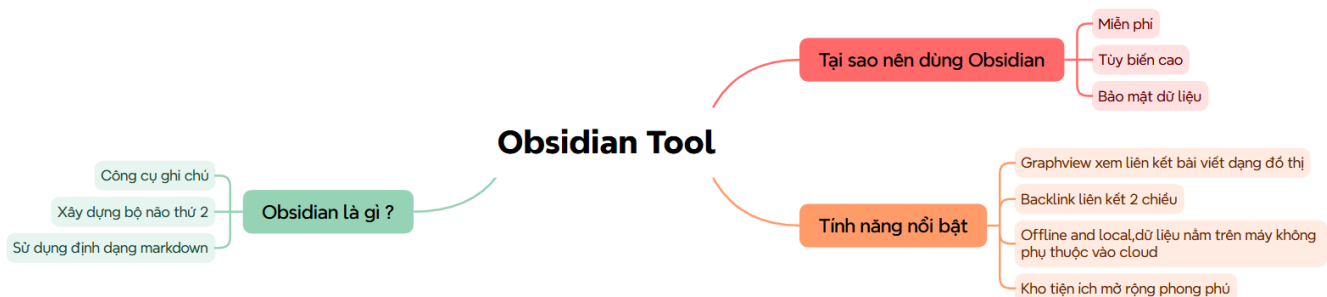 Obsidian Tool
Tại sao nên dùng Obsidian
Miễn phí
Tùy biến cao
Bảo mật dữ liệu
Tính năng nổi bật
Graphview xem liên kết bài viết dạng đồ thị
Backlink liên kết 2 chiều
Offline and local,dữ liệu nằm trên máy không
phụ thuộc vào cloud
Kho tiện ích mở rộng phong phú
Obsidian là gì ?
Công cụ ghi chú
Xây dựng bộ não thứ 2
Sử dụng định dạng markdown